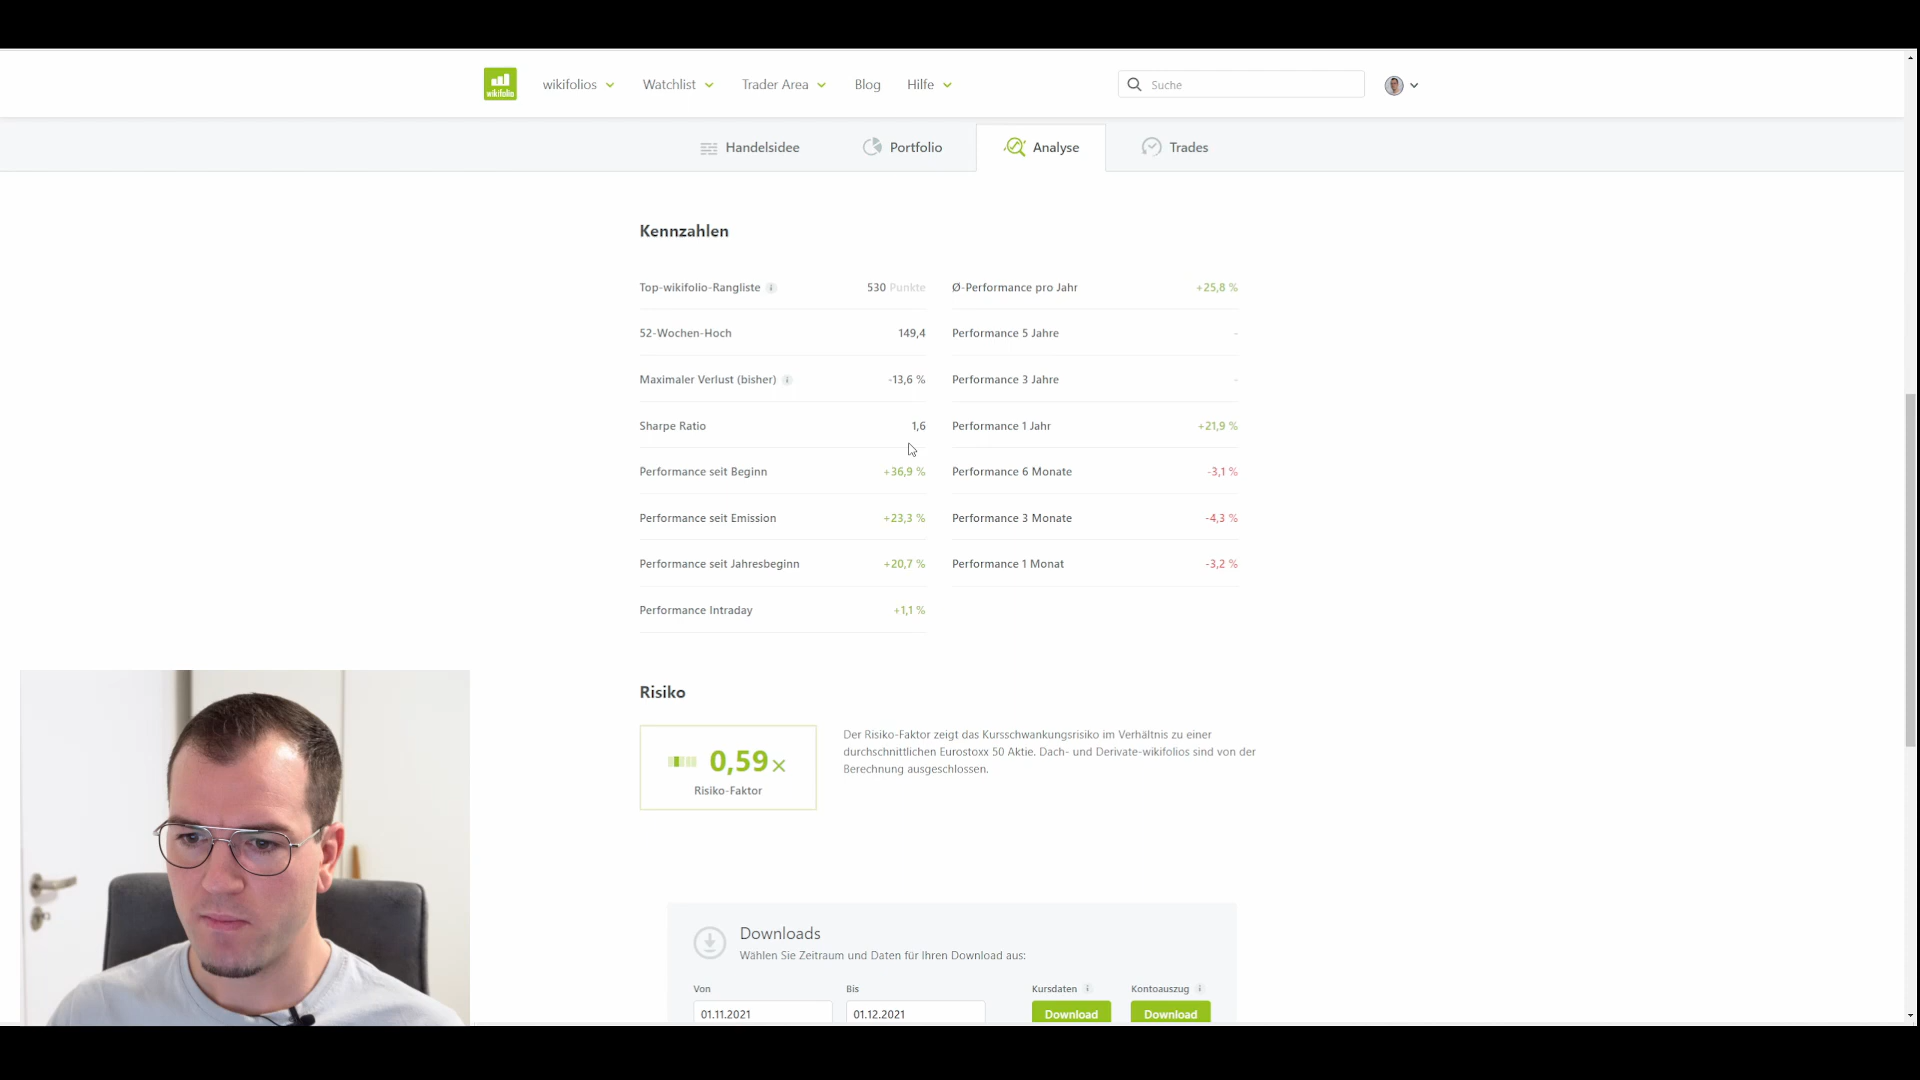 wikifolio
wikifolios
Watchlist
Trader Area
Blog
Hilfe
Suche
Handelsidee
Portfolio
Analyse
Trades
Kennzahlen
Top-wikifolio-Rangliste i 530 Punkte
52-Wochen-Hoch 149,4
Maximaler Verlust (bisher) i -13,6 %
Sharpe Ratio 1,6
Performance seit Beginn +36,9 %
Performance seit Emission +23,3 %
Performance seit Jahresbeginn +20,7 %
Performance Intraday +1,1 %
Ø-Performance pro Jahr +25,8 %
Performance 5 Jahre -
Performance 3 Jahre -
Performance 1 Jahr +21,9 %
Performance 6 Monate -3,1 %
Performance 3 Monate -4,3 %
Performance 1 Monat -3,2 %
Risiko
0,59 x
Risiko-Faktor
Der Risiko-Faktor zeigt das Kursschwankungsrisiko im Verhältnis zu einer
durchschnittlichen Eurostoxx 50 Aktie. Dach- und Derivate-wikifolios sind von der
Berechnung ausgeschlossen.
Downloads
Wählen Sie Zeitraum und Daten für Ihren Download aus:
Von
Bis
Kursdaten i
Kontoauszug i
01.11.2021
01.12.2021
Download
Download